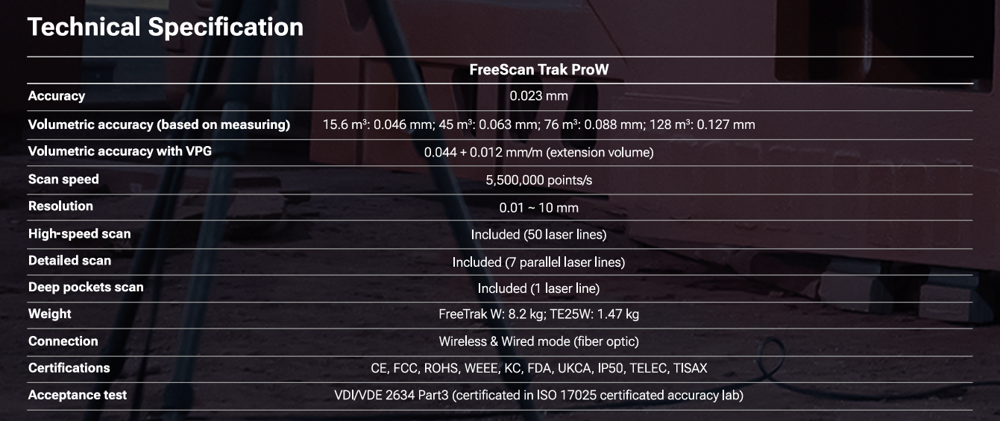 Technical Specification
FreeScan Trak ProW
Accuracy 0.023 mm
Volumetric accuracy (based on measuring) 15.6 m³: 0.046 mm; 45 m³: 0.063 mm; 76 m³: 0.088 mm; 128 m³: 0.127 mm
Volumetric accuracy with VPG 0.044 + 0.012 mm/m (extension volume)
Scan speed 5,500,000 points/s
Resolution 0.01 ~ 10 mm
High-speed scan Included (50 laser lines)
Detailed scan Included (7 parallel laser lines)
Deep pockets scan Included (1 laser line)
Weight FreeTrak W: 8.2 kg; TE25W: 1.47 kg
Connection Wireless & Wired mode (fiber optic)
Certifications CE, FCC, ROHS, WEEE, KC, FDA, UKCA, IP50, TELEC, TISAX
Acceptance test VDI/VDE 2634 Part3 (certificated in ISO 17025 certificated accuracy lab)